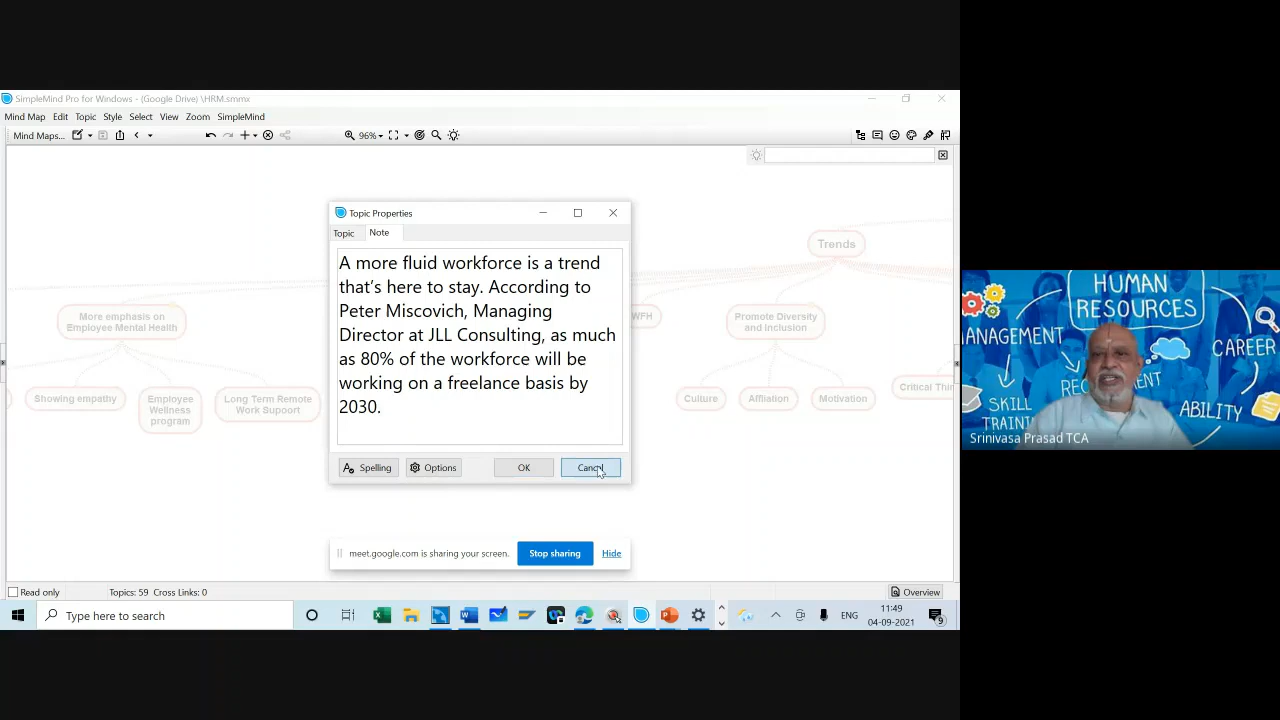 SimpleMind Pro for Windows - (Google Drive) \HRM.smmx
Mind Map Edit Topic Style Select View Zoom SimpleMind
Mind Maps... 96%
Topic Properties
Topic Note
A more fluid workforce is a trend
that's here to stay. According to
Peter Miscovich, Managing
Director at JLL Consulting, as much
as 80% of the workforce will be
working on a freelance basis by
2030.
Spelling Options OK Cancel
Trends
More emphasis on
Employee Mental Health
WFH
Promote Diversity
and inclusion
Showing empathy
Employee
Wellness
program
Long Term Remote
Work Support
Culture
Affliation
Motivation
Critical
meet.google.com is sharing your screen. Stop sharing Hide
Read only Topics: 59 Cross Links: 0 Overview
Type here to search
ENG
11:49
04-09-2021
9
HUMAN
RESOURCES
MANAGEMENT
CAREER
SKILL
ABILITY
Srinivasa Prasad TCA